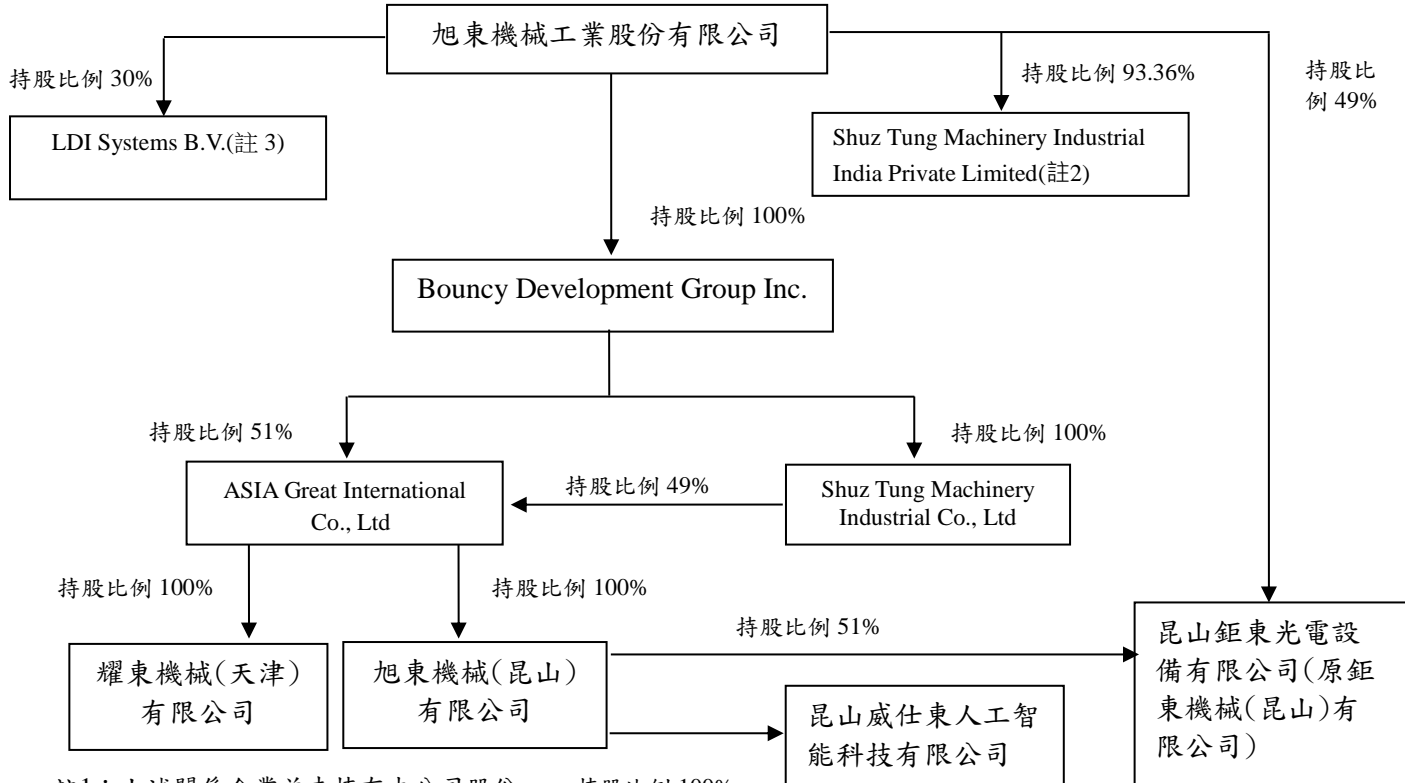 旭東機械工業股份有限公司
持股比例 30%
持股比例 93.36%
持股比
例 49%
LDI Systems B.V.(註 3)
Shuz Tung Machinery Industrial
India Private Limited(註2)
持股比例 100%
Bouncy Development Group Inc.
持股比例 51%
持股比例 100%
ASIA Great International
Co., Ltd
持股比例 49%
Shuz Tung Machinery
Industrial Co., Ltd
持股比例 100%
持股比例 100%
持股比例 51%
耀東機械(天津)
有限公司
旭東機械(昆山)
有限公司
昆山威仕東人工智
能科技有限公司
昆山鉅東光電設
備有限公司(原鉅
東機械(昆山)有
限公司)